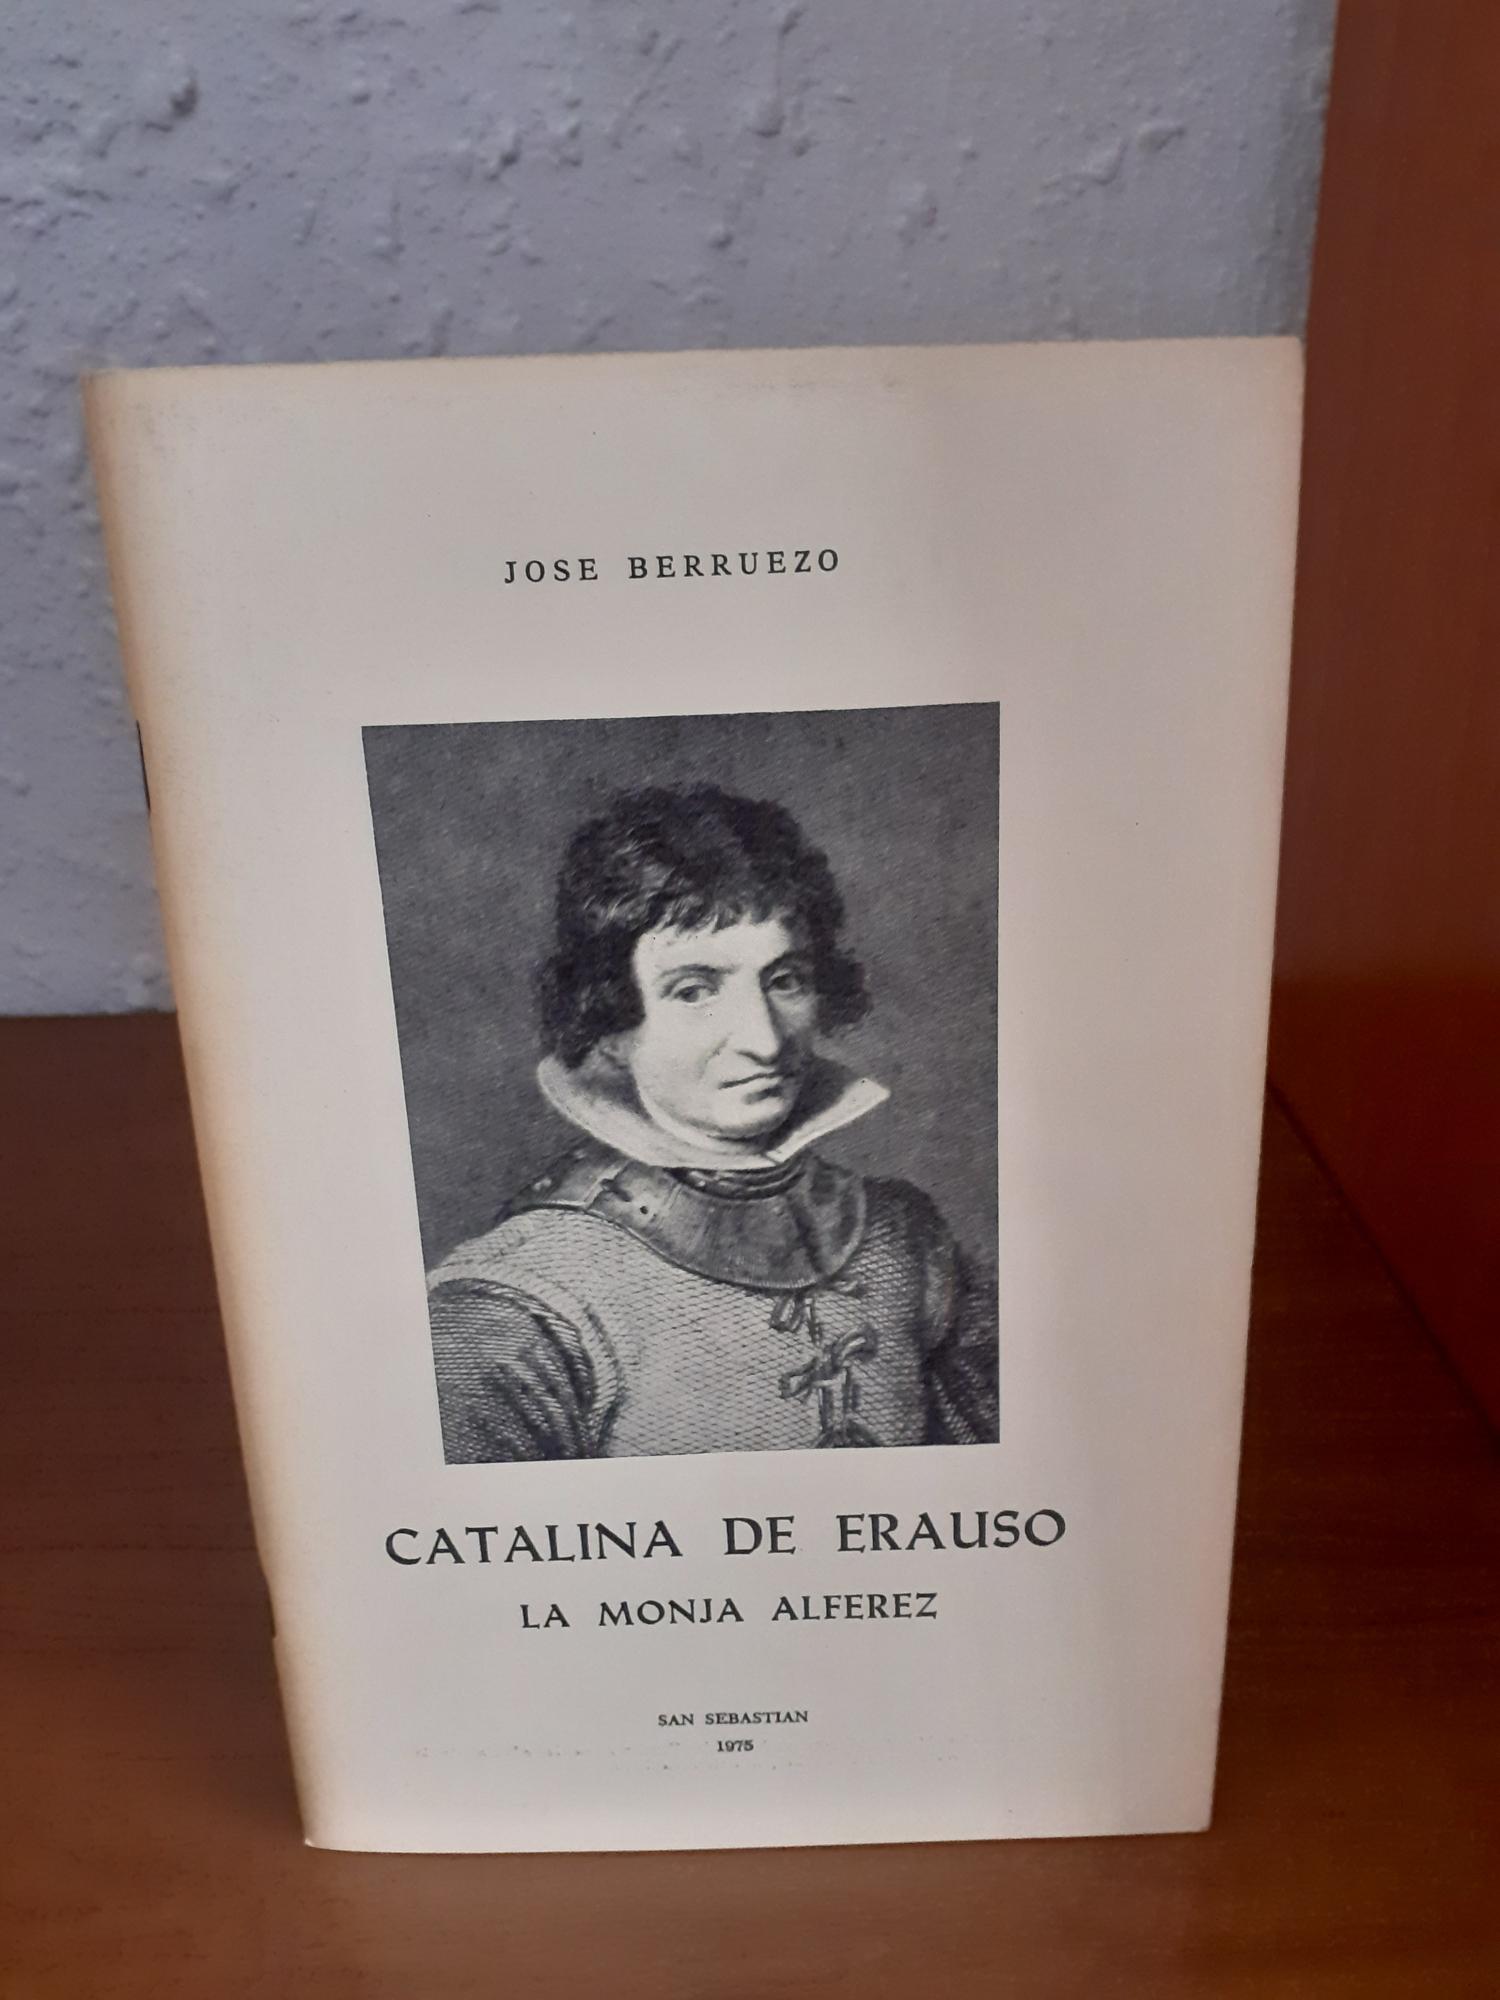 JOSE BERRUEZO
CATALINA DE ERAUSO
LA MONJA ALFEREZ
SAN SEBASTIAN
1975